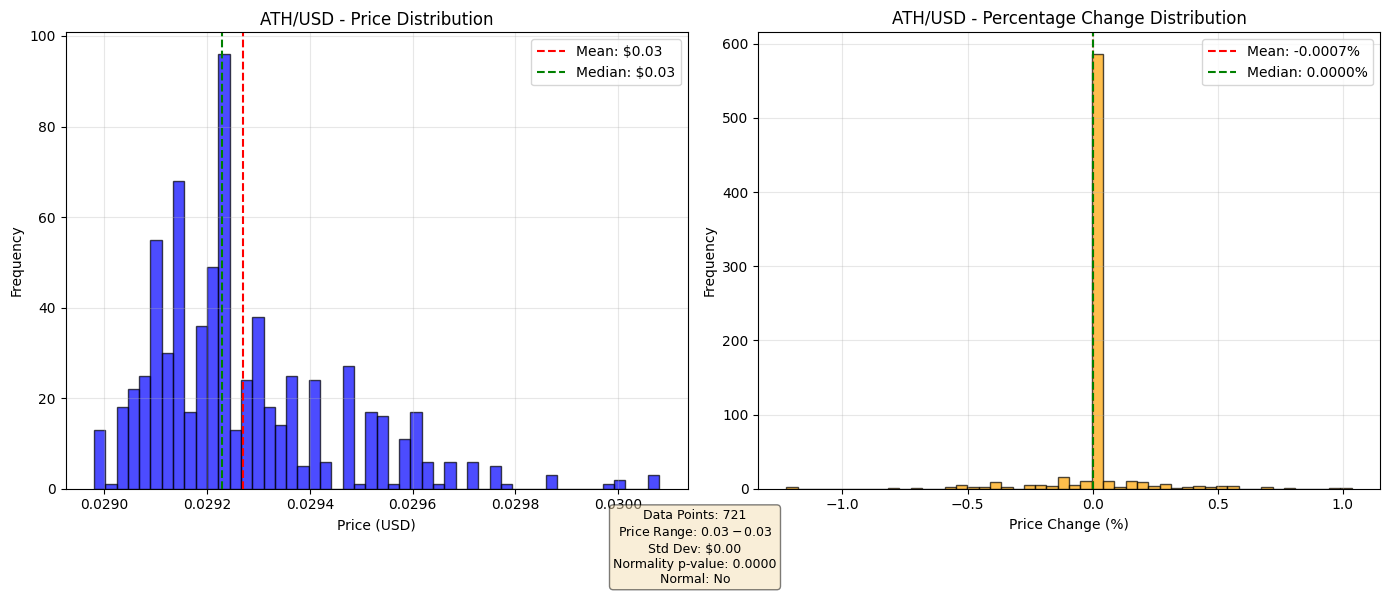 ATH/USD - Price Distribution
100
80
60
40
20
0
Frequency
0.0290
0.0292
0.0294
0.0296
0.0298
0.0300
Price (USD)
Mean: $0.03
Median: $0.03
ATH/USD - Percentage Change Distribution
600
500
400
300
200
100
0
Frequency
−1.0
−0.5
0.0
0.5
1.0
Price Change (%)
Mean: -0.0007%
Median: 0.0000%
Data Points: 721
Price Range: 0.03 − 0.03
Std Dev: $0.00
Normality p-value: 0.0000
Normal: No